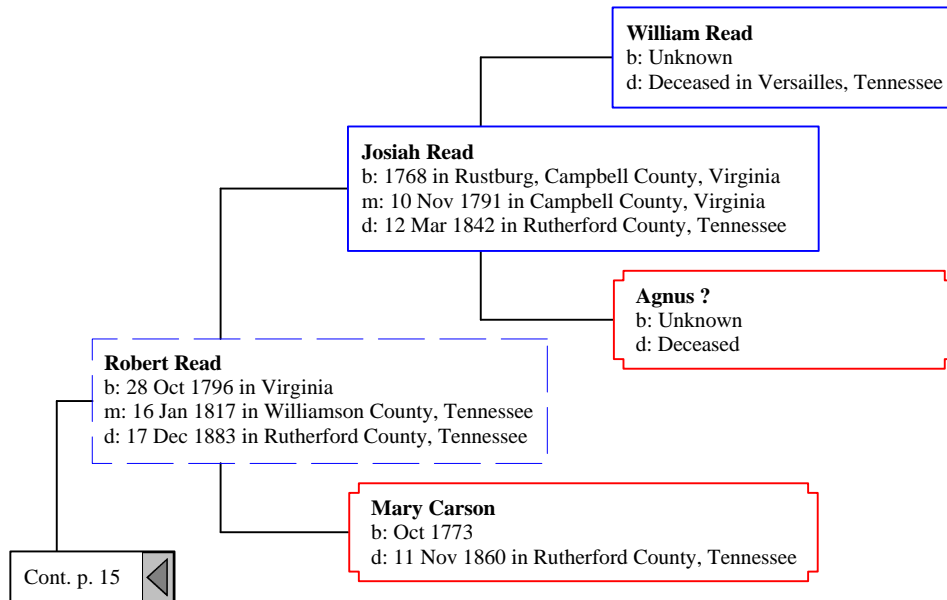 William Read
b: Unknown
d: Deceased in Versailles, Tennessee
Josiah Read
b: 1768 in Rustburg, Campbell County, Virginia
m: 10 Nov 1791 in Campbell County, Virginia
d: 12 Mar 1842 in Rutherford County, Tennessee
Agnus ?
b: Unknown
d: Deceased
Robert Read
b: 28 Oct 1796 in Virginia
m: 16 Jan 1817 in Williamson County, Tennessee
d: 17 Dec 1883 in Rutherford County, Tennessee
Mary Carson
b: Oct 1773
d: 11 Nov 1860 in Rutherford County, Tennessee
Cont. p. 15